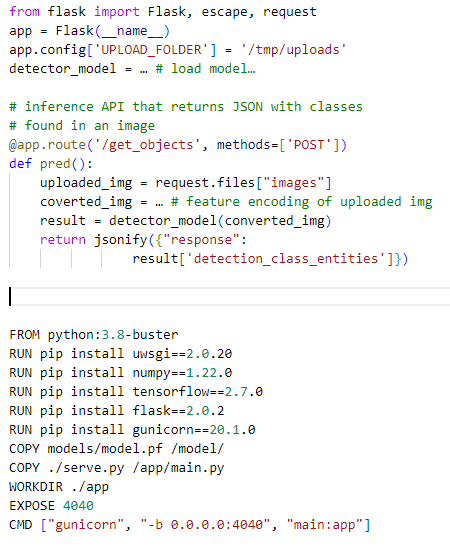 from flask import Flask, escape, request
app = Flask(__name__)
app.config['UPLOAD_FOLDER'] = '/tmp/uploads'
detector_model = … # load model…

# inference API that returns JSON with classes
# found in an image
@app.route('/get_objects', methods=['POST'])
def pred():
    uploaded_img = request.files["images"]
    coverted_img = … # feature encoding of uploaded img
    result = detector_model(converted_img)
    return jsonify({"response":
                result['detection_class_entities']})

FROM python:3.8-buster
RUN pip install uwsgi==2.0.20
RUN pip install numpy==1.22.0
RUN pip install tensorflow==2.7.0
RUN pip install flask==2.0.2
RUN pip install gunicorn==20.1.0
COPY models/model.pf /model/
COPY ./serve.py /app/main.py
WORKDIR ./app
EXPOSE 4040
CMD ["gunicorn", "-b 0.0.0.0:4040", "main:app"]